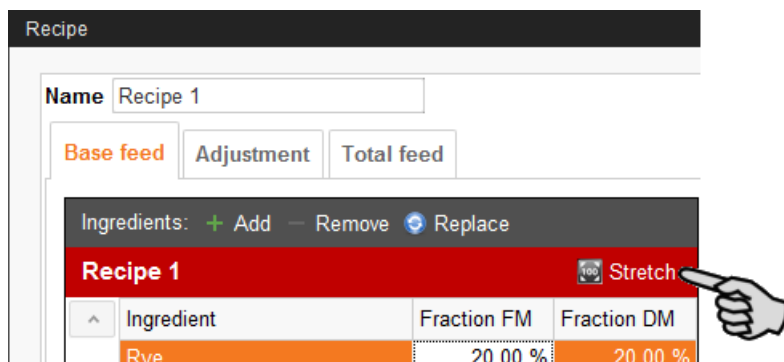 Recipe
Name Recipe 1
Base feed Adjustment Total feed
Ingredients: + Add − Remove Replace
Recipe 1 100 Stretch
Ingredient Fraction FM Fraction DM
Rye 20.00 % 20.00 %